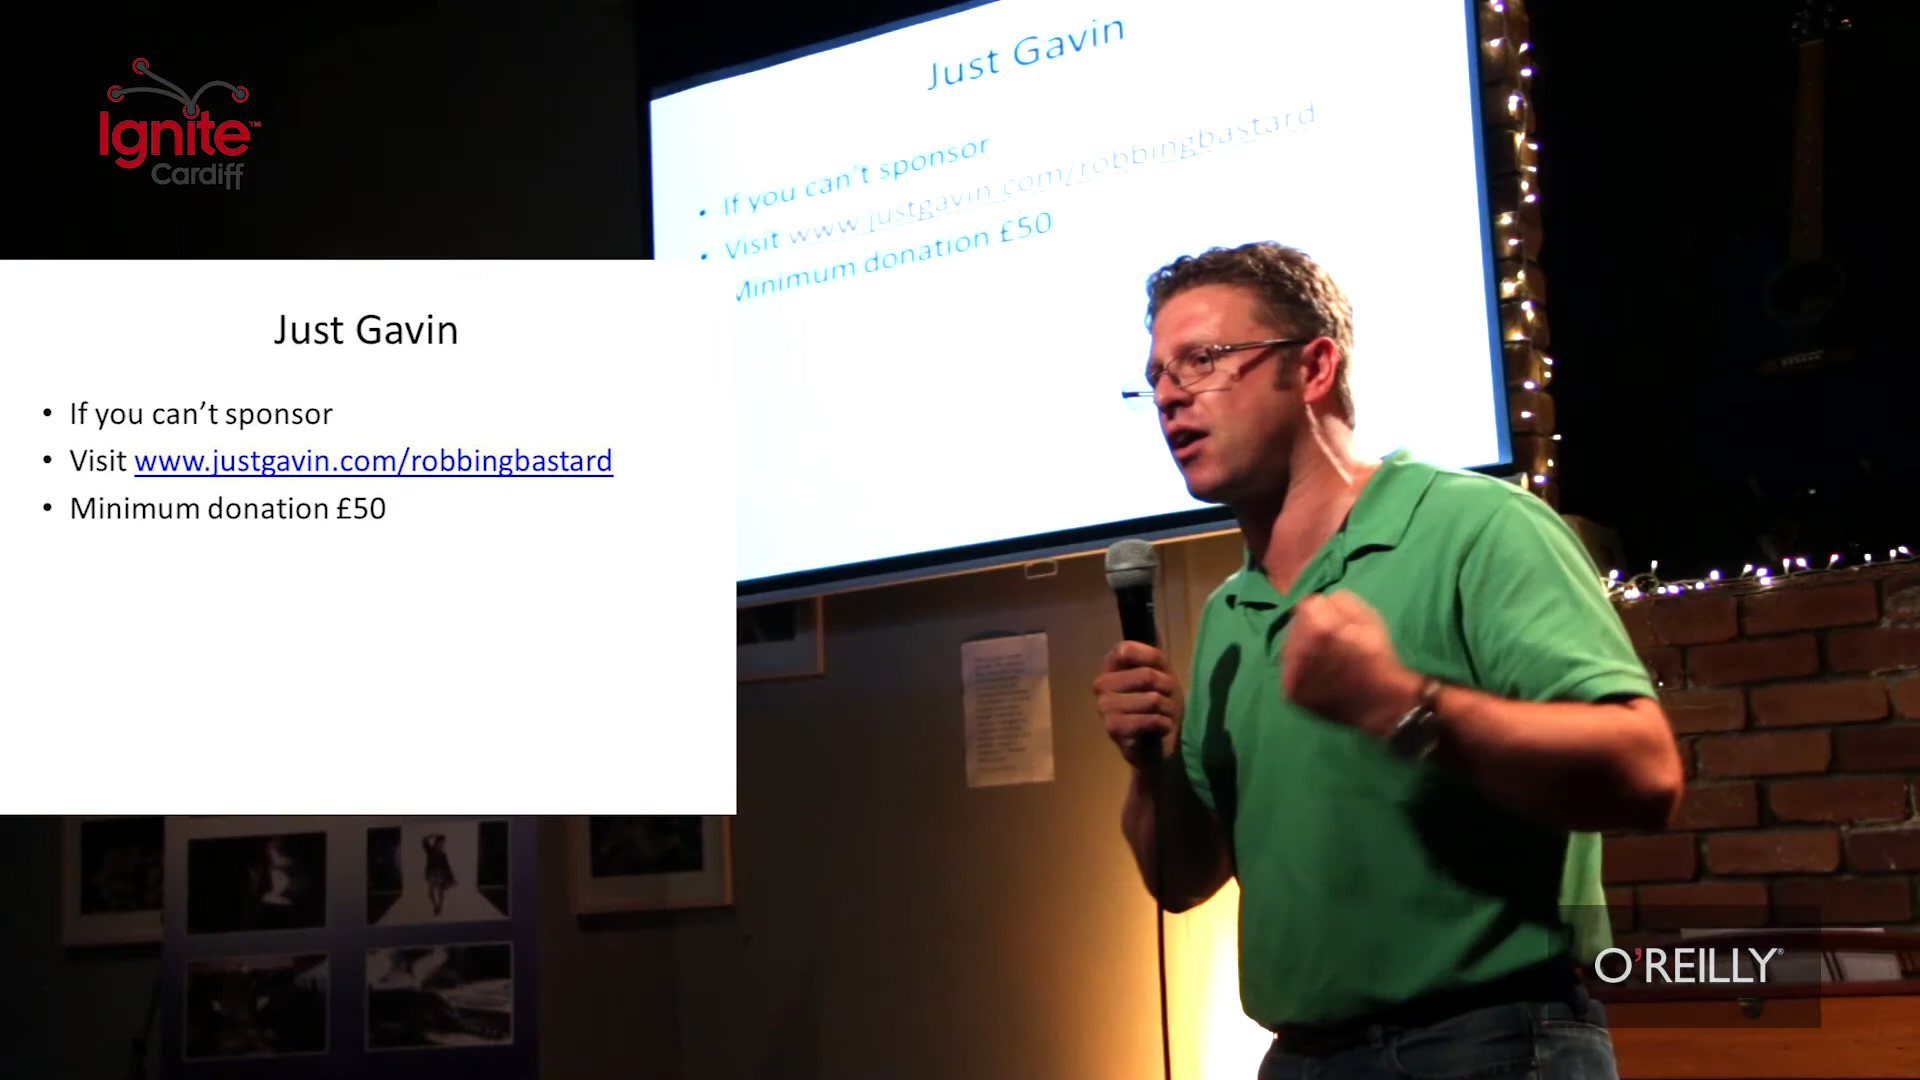 Ignite™
Cardiff
Just Gavin
• If you can't sponsor
• Visit www.justgavin.com/robbingbastard
• Minimum donation £50
Just Gavin
• If you can’t sponsor
• Visit www.justgavin.com/robbingbastard
• Minimum donation £50
O'REILLY®